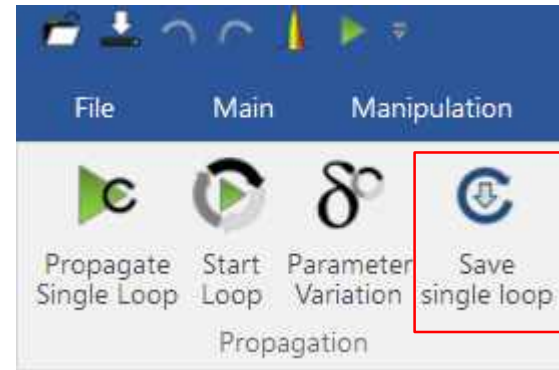 File Main Manipulation
Propagate Start Parameter Save
Single Loop Loop Variation single loop
Propagation